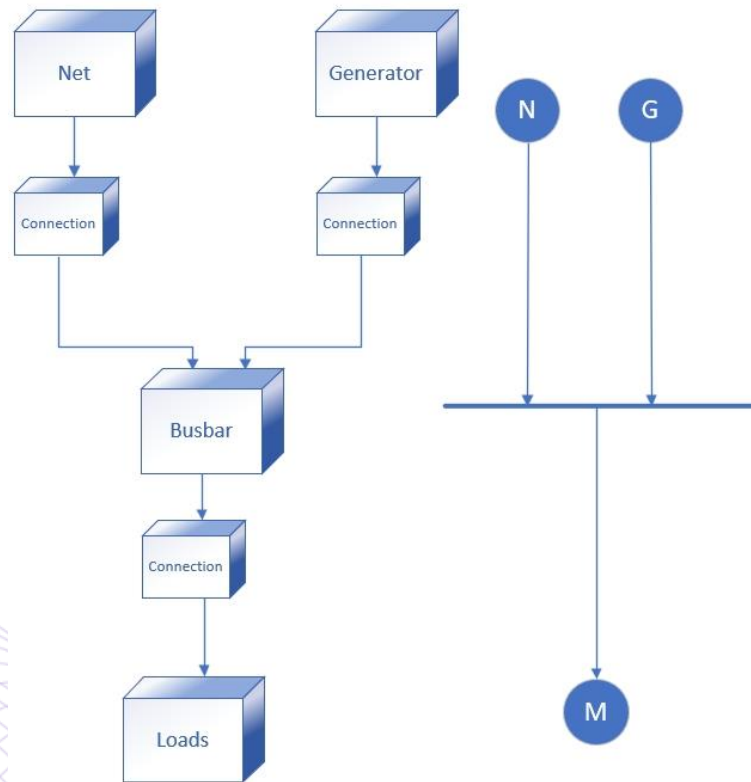 Net
Generator
N
G
Connection
Connection
Busbar
Connection
Loads
M